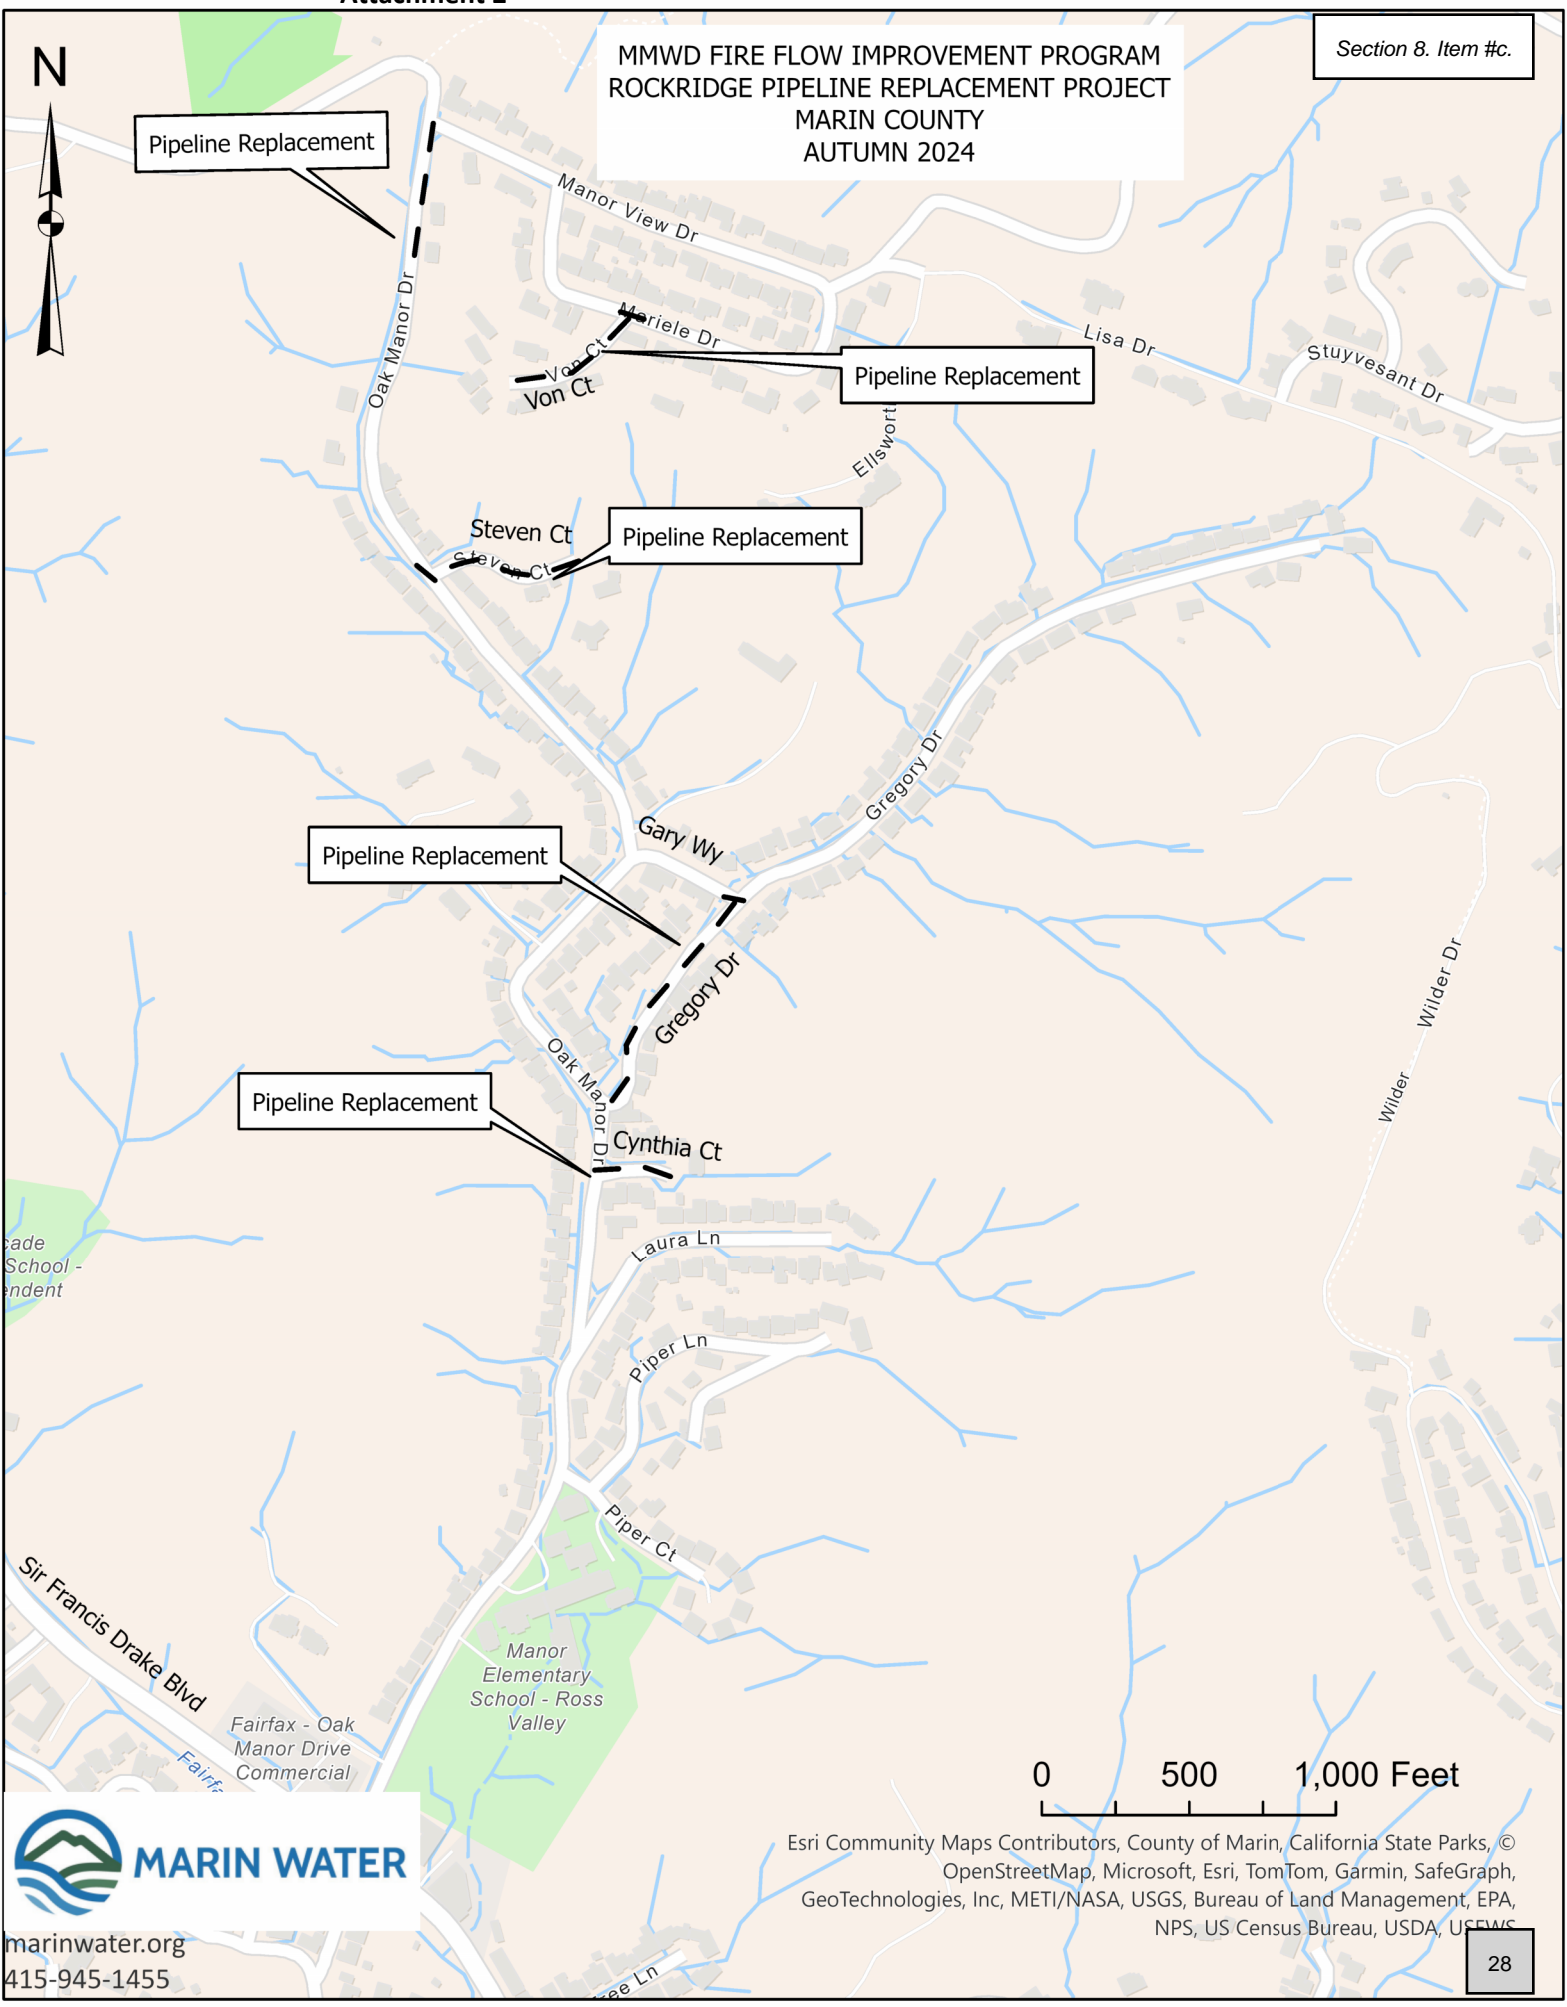 Attachment 2
Section 8. Item #c.
N
MMWD FIRE FLOW IMPROVEMENT PROGRAM
ROCKRIDGE PIPELINE REPLACEMENT PROJECT
MARIN COUNTY
AUTUMN 2024
Pipeline Replacement
Manor View Dr
Oak Manor Dr
Mariele Dr
Von Ct
Von Ct
Pipeline Replacement
Lisa Dr
Stuyvesant Dr
Steven Ct
Steven Ct
Pipeline Replacement
Gregory Dr
Gary Wy
Pipeline Replacement
Gregory Dr
Wilder Dr
Wilder
Oak Manor Dr
Pipeline Replacement
Cynthia Ct
Laura Ln
School -
Piper Ln
Piper Ct
Sir Francis Drake Blvd
Manor
Elementary
School - Ross
Valley
Fairfax - Oak
Manor Drive
Commercial
0 500 1,000 Feet
MARIN WATER
Esri Community Maps Contributors, County of Marin, California State Parks, ©
OpenStreetMap, Microsoft, Esri, TomTom, Garmin, SafeGraph,
GeoTechnologies, Inc, METI/NASA, USGS, Bureau of Land Management, EPA,
NPS, US Census Bureau, USDA, USFWS
marinwater.org
415-945-1455
28